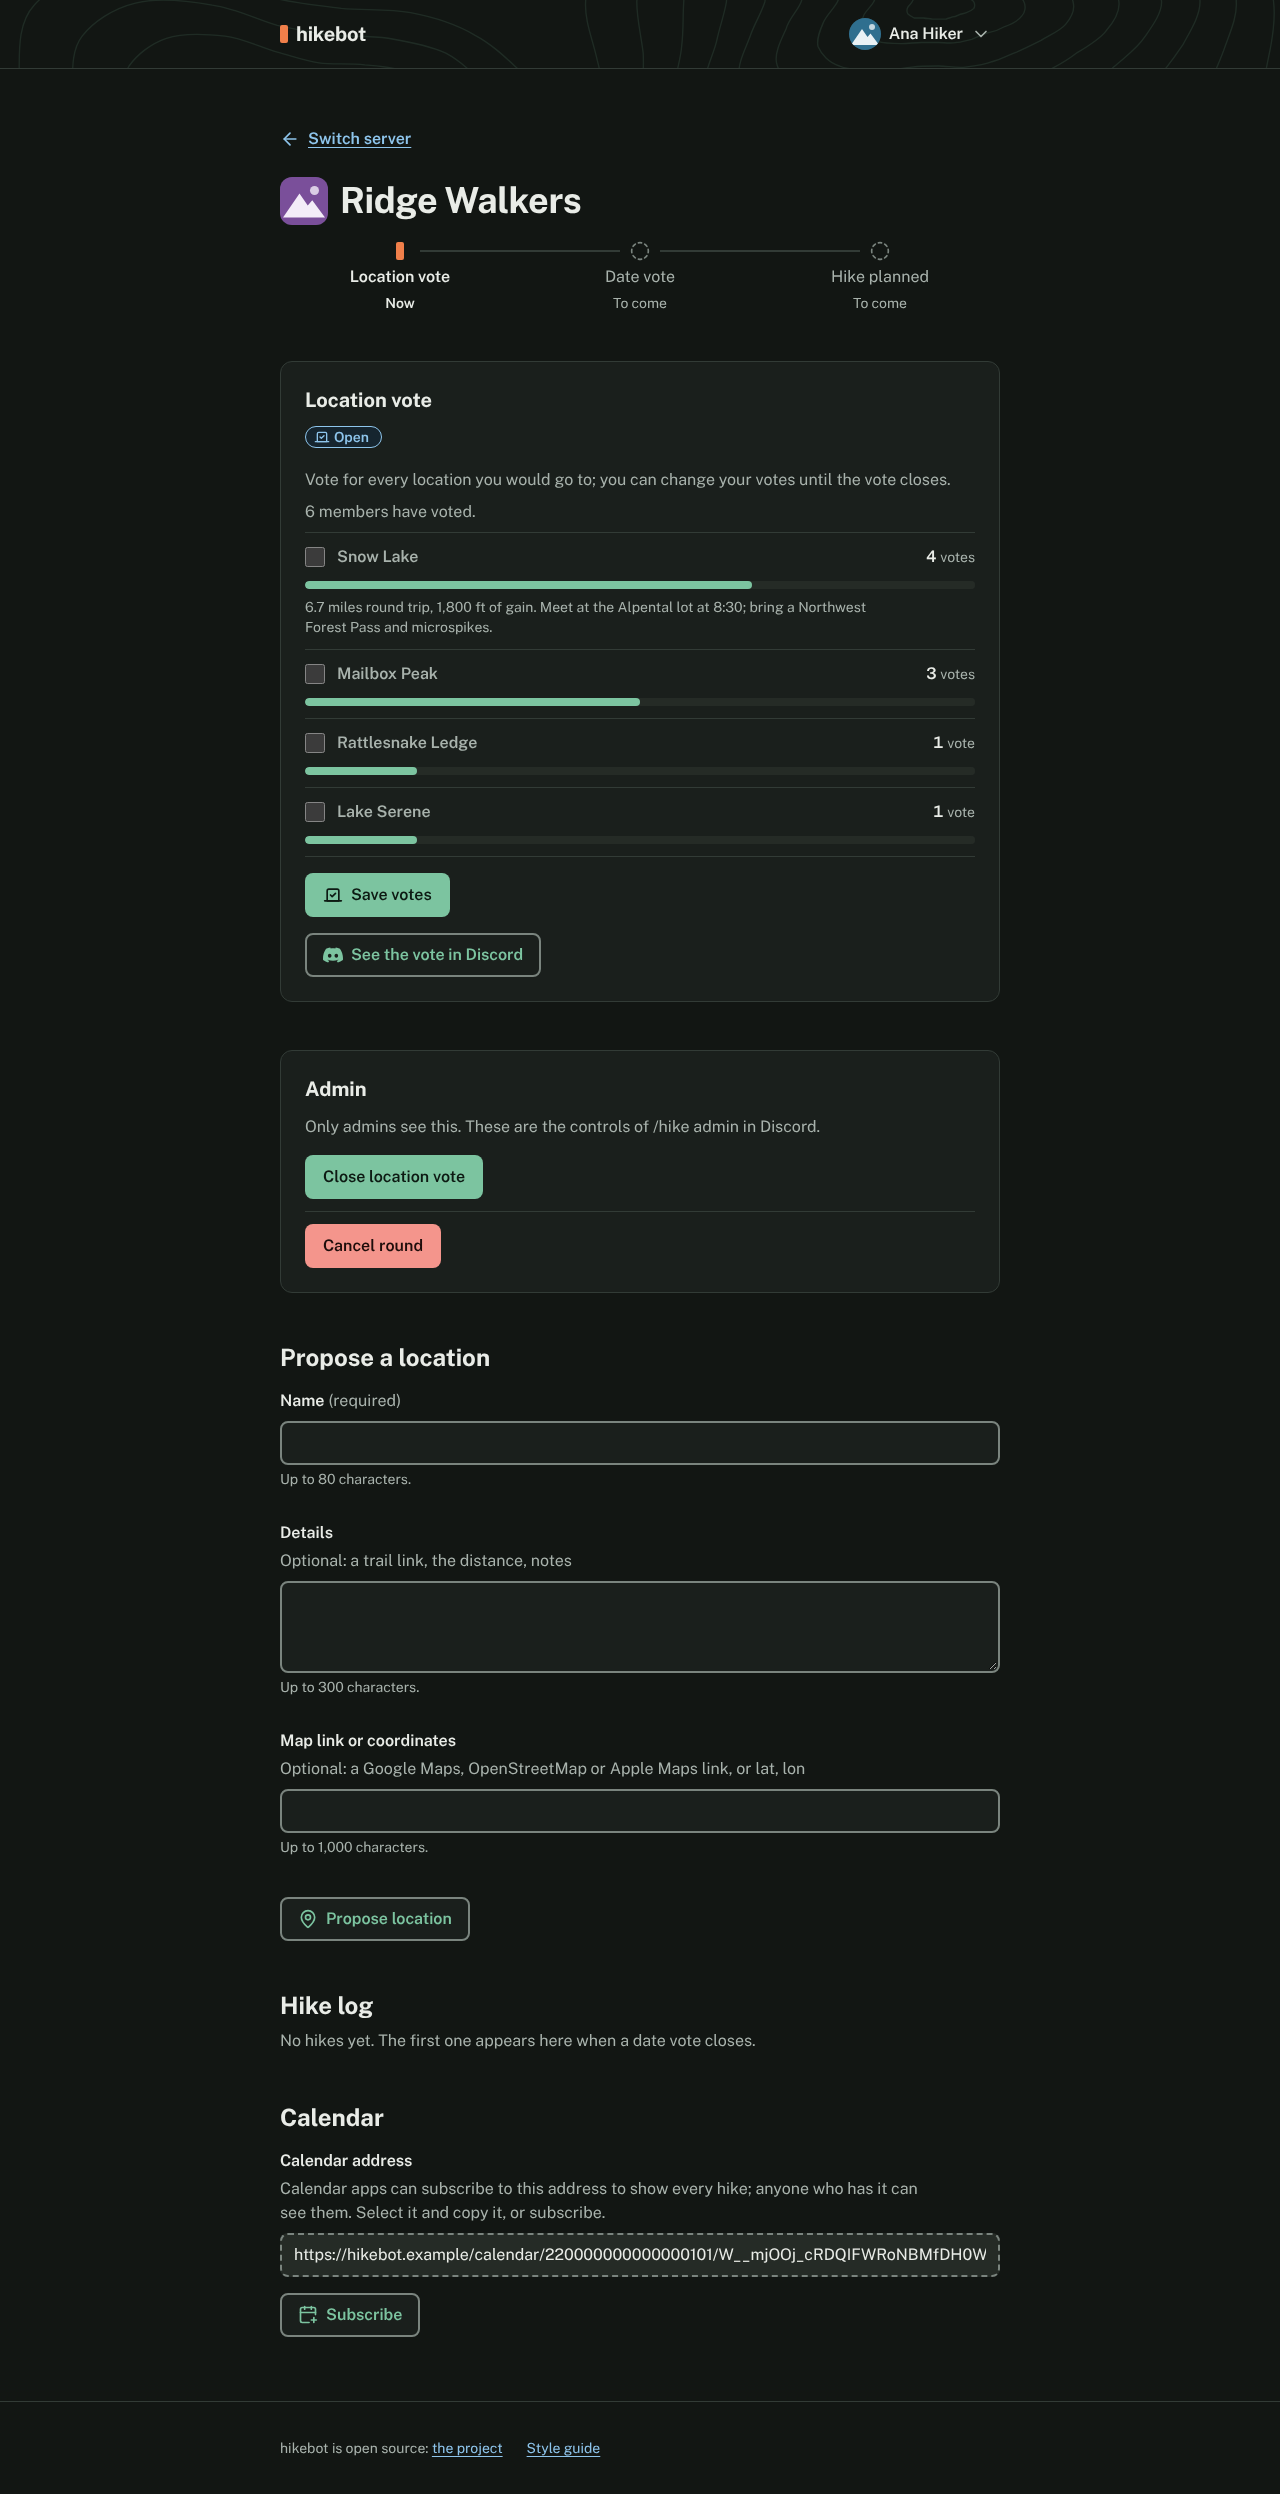 hikebot
Ana Hiker
Switch server
Ridge Walkers
Location vote
Now
Date vote
To come
Hike planned
To come
Location vote
Open
Vote for every location you would go to; you can change your votes until the vote closes.
6 members have voted.
Snow Lake
4 votes
6.7 miles round trip, 1,800 ft of gain. Meet at the Alpental lot at 8:30; bring a Northwest
Forest Pass and microspikes.
Mailbox Peak
3 votes
Rattlesnake Ledge
1 vote
Lake Serene
1 vote
Save votes
See the vote in Discord
Admin
Only admins see this. These are the controls of /hike admin in Discord.
Close location vote
Cancel round
Propose a location
Name (required)
Up to 80 characters.
Details
Optional: a trail link, the distance, notes
Up to 300 characters.
Map link or coordinates
Optional: a Google Maps, OpenStreetMap or Apple Maps link, or lat, lon
Up to 1,000 characters.
Propose location
Hike log
No hikes yet. The first one appears here when a date vote closes.
Calendar
Calendar address
Calendar apps can subscribe to this address to show every hike; anyone who has it can
see them. Select it and copy it, or subscribe.
https://hikebot.example/calendar/220000000000000101/W__mjOOj_cRDQIFWRoNBMfDH0W
Subscribe
hikebot is open source: the project
Style guide